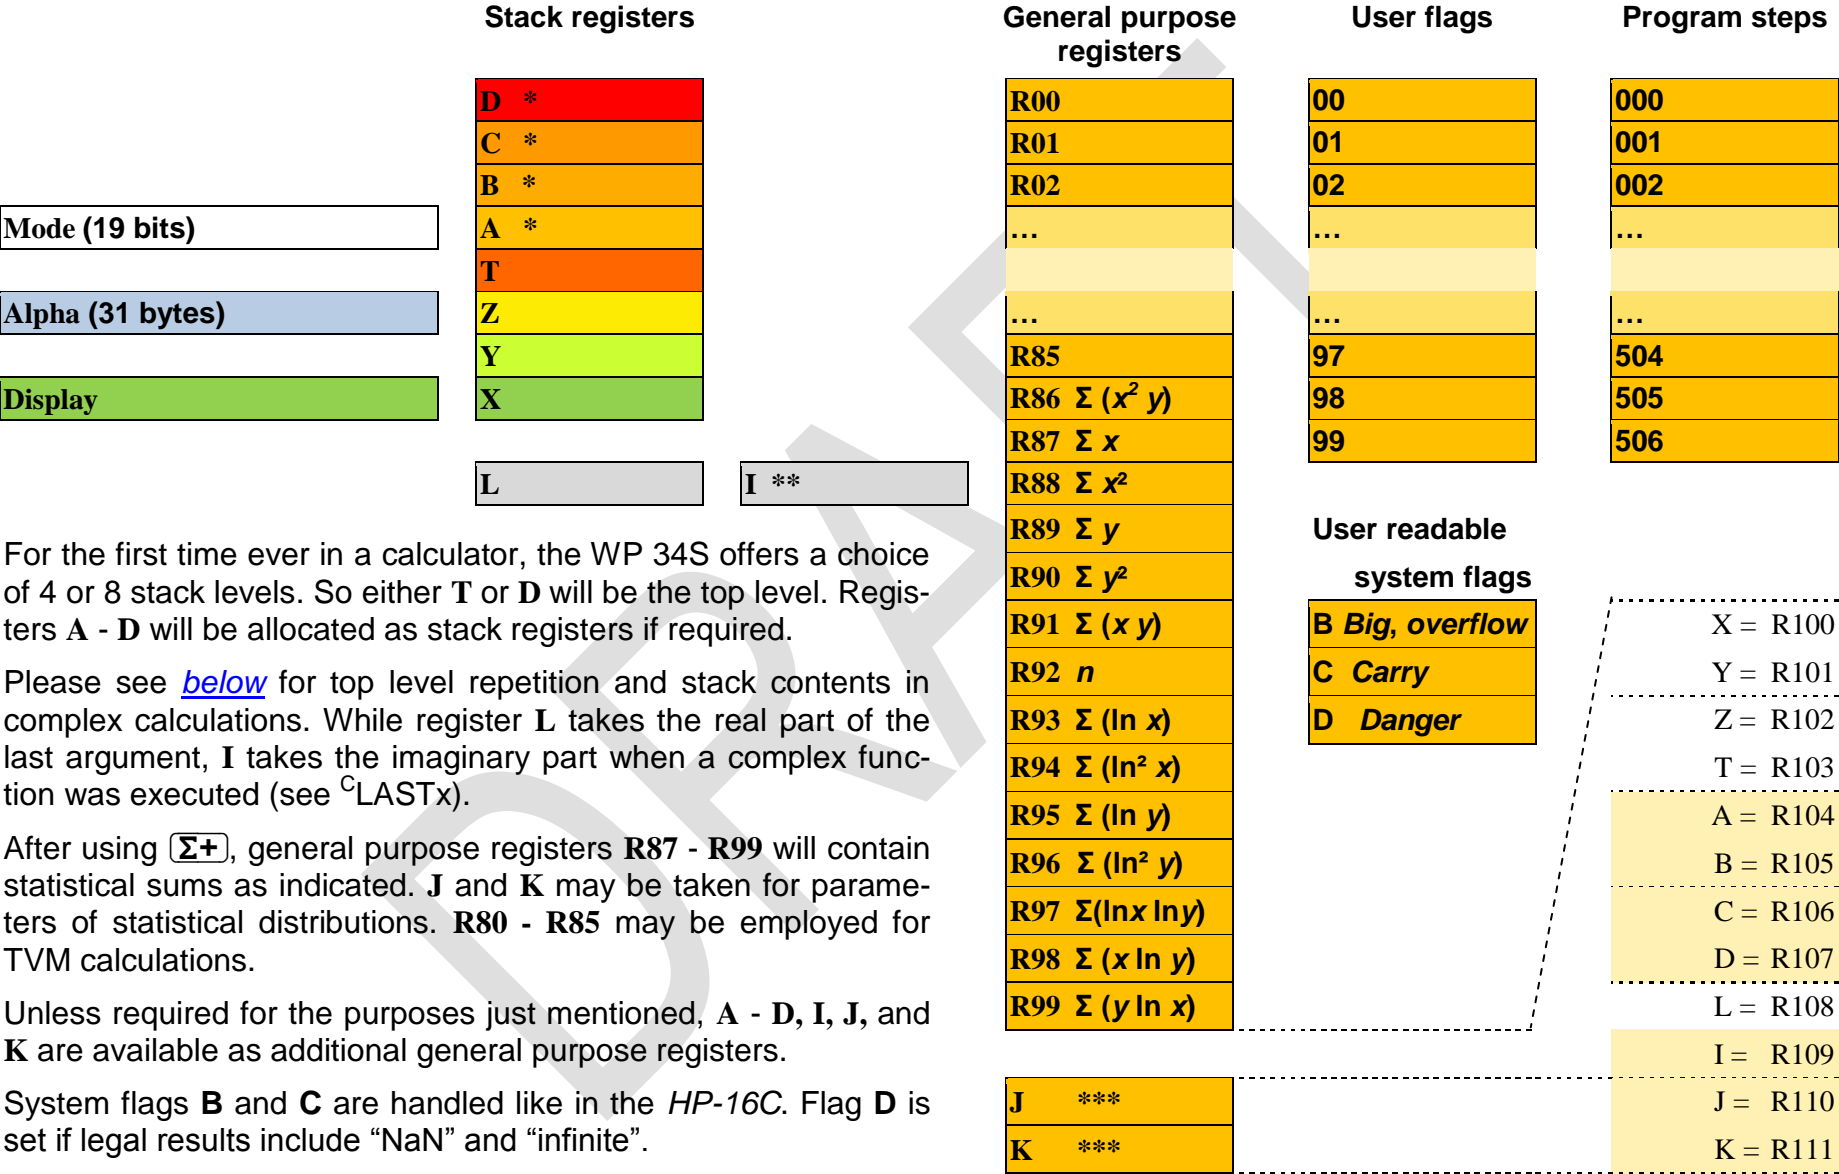 Stack registers
General purpose registers
User flags
Program steps
D *
C *
B *
A *
T
Z
Y
X
L
I **
Mode (19 bits)
Alpha (31 bytes)
Display
R00
R01
R02
…
…
R85
R86 Σ (x² y)
R87 Σ x
R88 Σ x²
R89 Σ y
R90 Σ y²
R91 Σ (x y)
R92 n
R93 Σ (ln x)
R94 Σ (ln² x)
R95 Σ (ln y)
R96 Σ (ln² y)
R97 Σ(lnx lny)
R98 Σ (x ln y)
R99 Σ (y ln x)
J ***
K ***
00
01
02
…
…
97
98
99
User readable
system flags
B Big, overflow
C Carry
D Danger
000
001
002
…
…
504
505
506
X = R100
Y = R101
Z = R102
T = R103
A = R104
B = R105
C = R106
D = R107
L = R108
I = R109
J = R110
K = R111
For the first time ever in a calculator, the WP 34S offers a choice
of 4 or 8 stack levels. So either T or D will be the top level. Regis-
ters A - D will be allocated as stack registers if required.
Please see below for top level repetition and stack contents in
complex calculations. While register L takes the real part of the
last argument, I takes the imaginary part when a complex func-
tion was executed (see ᶜLASTx).
After using Σ+, general purpose registers R87 - R99 will contain
statistical sums as indicated. J and K may be taken for parame-
ters of statistical distributions. R80 - R85 may be employed for
TVM calculations.
Unless required for the purposes just mentioned, A - D, I, J, and
K are available as additional general purpose registers.
System flags B and C are handled like in the HP-16C. Flag D is
set if legal results include “NaN” and “infinite”.
DRAFT